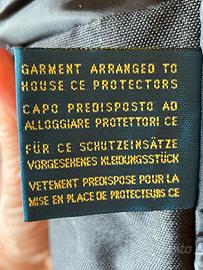 GARMENT ARRANGED TO
HOUSE CE PROTECTORS
CAPO PREDISPOSTO AD
ALLOGGIARE PROTETTORI CE
FÜR CE SCHUTZEINSÄTZE
VORGESEHENES KLEIDUNGSSTÜCK
VETEMENT PREDISPOSE POUR LA
MISE EN PLACE DE PROTECTEURS CE
subito